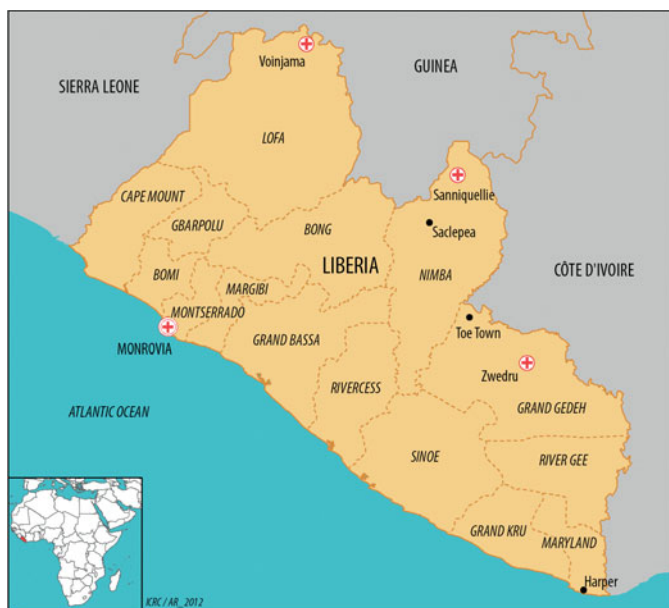 Voinjama
GUINEA
SIERRA LEONE
LOFA
Sanniquellie
CAPE MOUNT
GBARPOLU
BONG
Saclepea
LIBERIA
CÔTE D'IVOIRE
BOMI
NIMBA
MARGIBI
MONTSERRADO
Toe Town
GRAND BASSA
MONROVIA
Zwedru
RIVERCESS
GRAND GEDEH
ATLANTIC OCEAN
SINOE
RIVER GEE
GRAND KRU
MARYLAND
Harper
ICRC / AR_2012